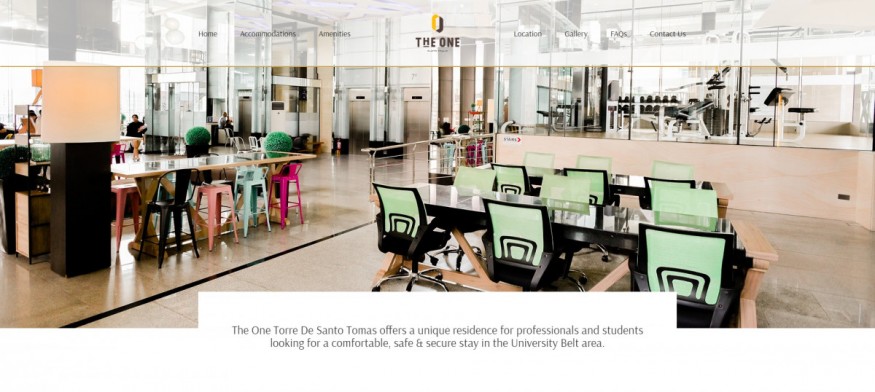 Home Accommodations Amenities
THE ONE
Location Gallery FAQs Contact Us
The One Torre De Santo Tomas offers a unique residence for professionals and students
looking for a comfortable, safe & secure stay in the University Belt area.